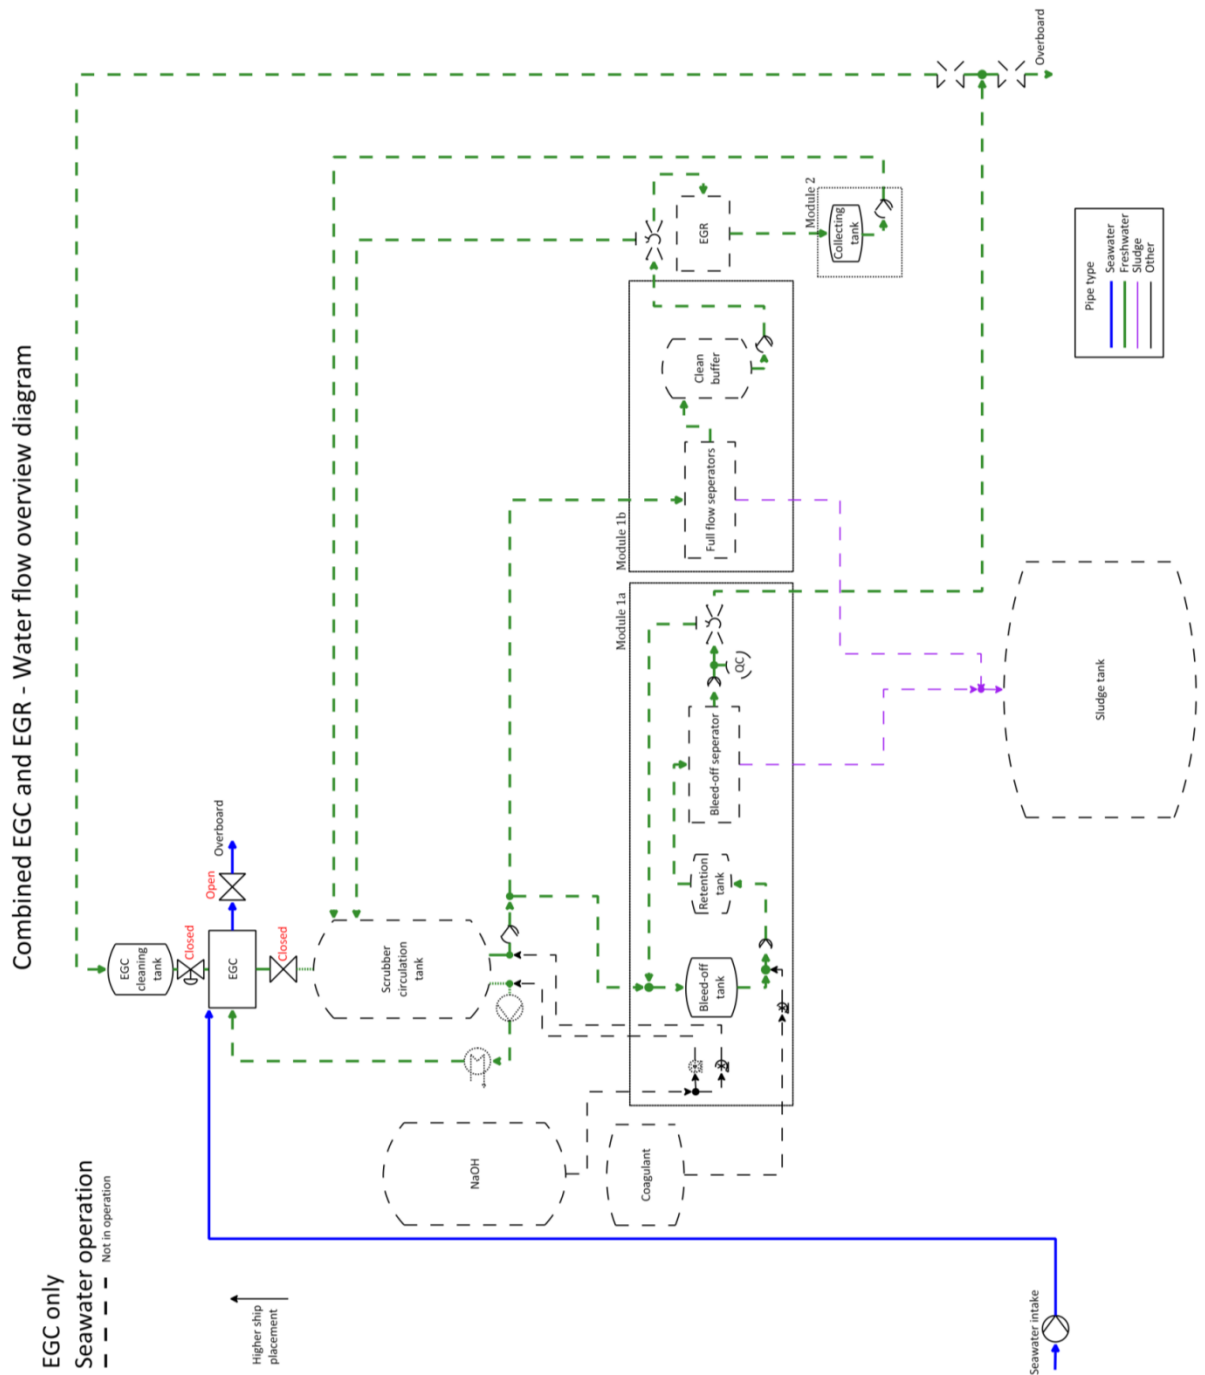 Combined EGC and EGR - Water flow overview diagram
EGC only
Seawater operation
Not in operation
Higher ship
placement
Seawater intake
EGC
cleaning
tank
Closed
EGC
Open
Overboard
Closed
Scrubber
circulation
tank
NaOH
Coagulant
Module 1a
Bleed-off
tank
Retention
tank
Bleed-off seperator
QC
Module 1b
Full flow seperators
Clean
buffer
EGR
Module 2
Collecting
tank
Overboard
Sludge tank
Pipe type
Seawater
Freshwater
Sludge
Other